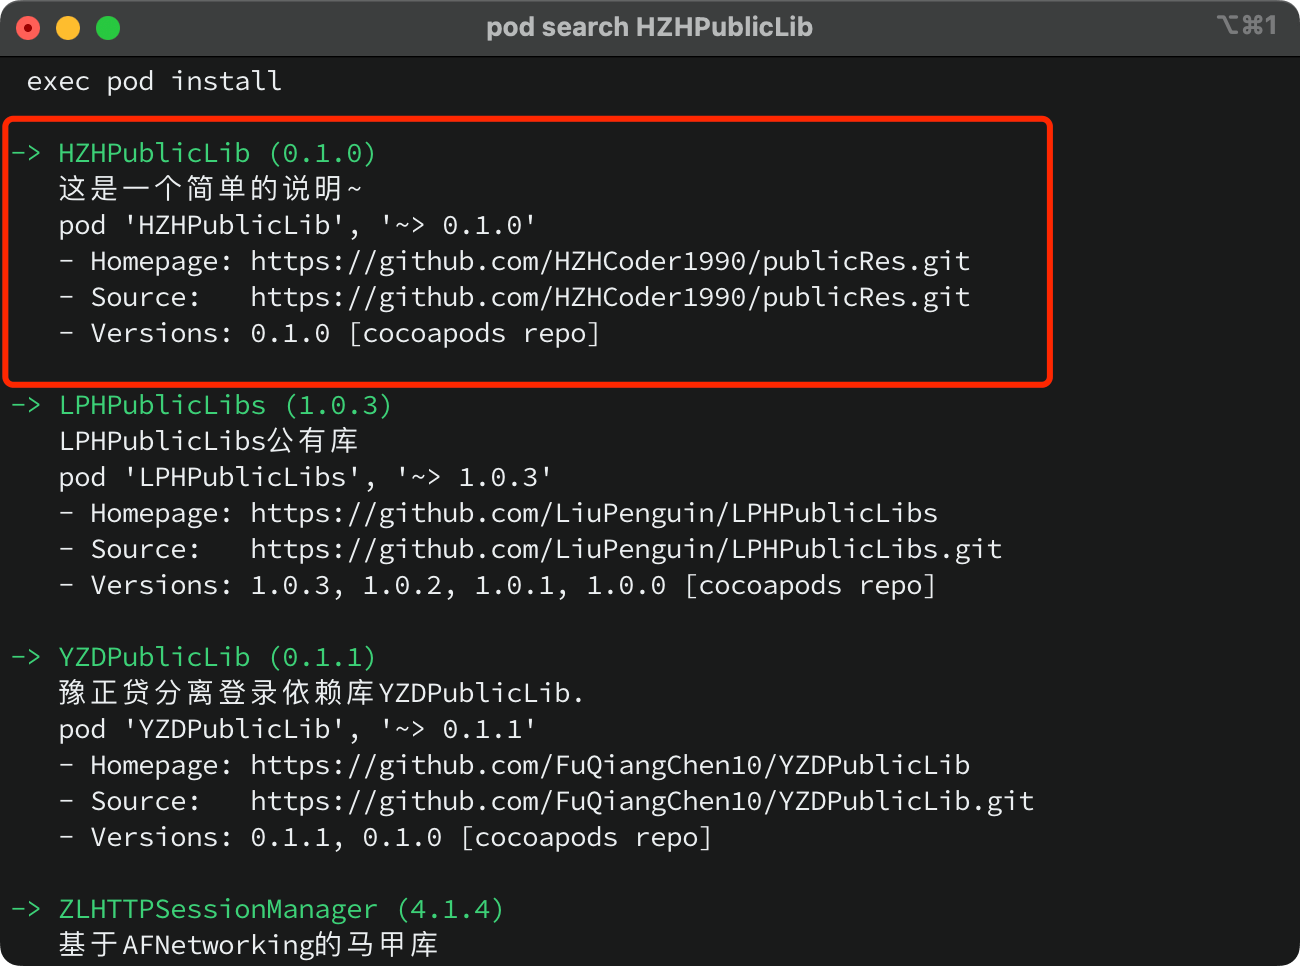 pod search HZHPublicLib
⌥⌘1
exec pod install
-> HZHPublicLib (0.1.0)
这是一个简单的说明~
pod 'HZHPublicLib', '~> 0.1.0'
- Homepage: https://github.com/HZHCoder1990/publicRes.git
- Source:   https://github.com/HZHCoder1990/publicRes.git
- Versions: 0.1.0 [cocoapods repo]
-> LPHPublicLibs (1.0.3)
LPHPublicLibs公有库
pod 'LPHPublicLibs', '~> 1.0.3'
- Homepage: https://github.com/LiuPenguin/LPHPublicLibs
- Source:   https://github.com/LiuPenguin/LPHPublicLibs.git
- Versions: 1.0.3, 1.0.2, 1.0.1, 1.0.0 [cocoapods repo]
-> YZDPublicLib (0.1.1)
豫正贷分离登录依赖库YZDPublicLib.
pod 'YZDPublicLib', '~> 0.1.1'
- Homepage: https://github.com/FuQiangChen10/YZDPublicLib
- Source:   https://github.com/FuQiangChen10/YZDPublicLib.git
- Versions: 0.1.1, 0.1.0 [cocoapods repo]
-> ZLHTTPSessionManager (4.1.4)
基于AFNetworking的马甲库